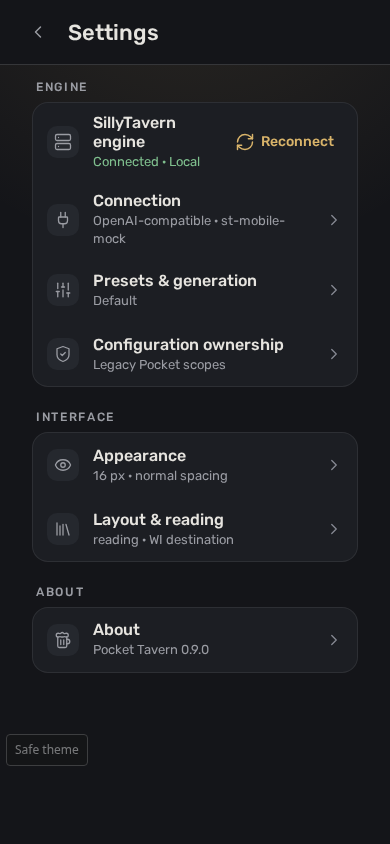 Settings
ENGINE
SillyTavern
engine
Connected • Local
Reconnect
Connection
OpenAI-compatible • st-mobile-
mock
Presets & generation
Default
Configuration ownership
Legacy Pocket scopes
INTERFACE
Appearance
16 px • normal spacing
Layout & reading
reading • WI destination
ABOUT
About
Pocket Tavern 0.9.0
Safe theme